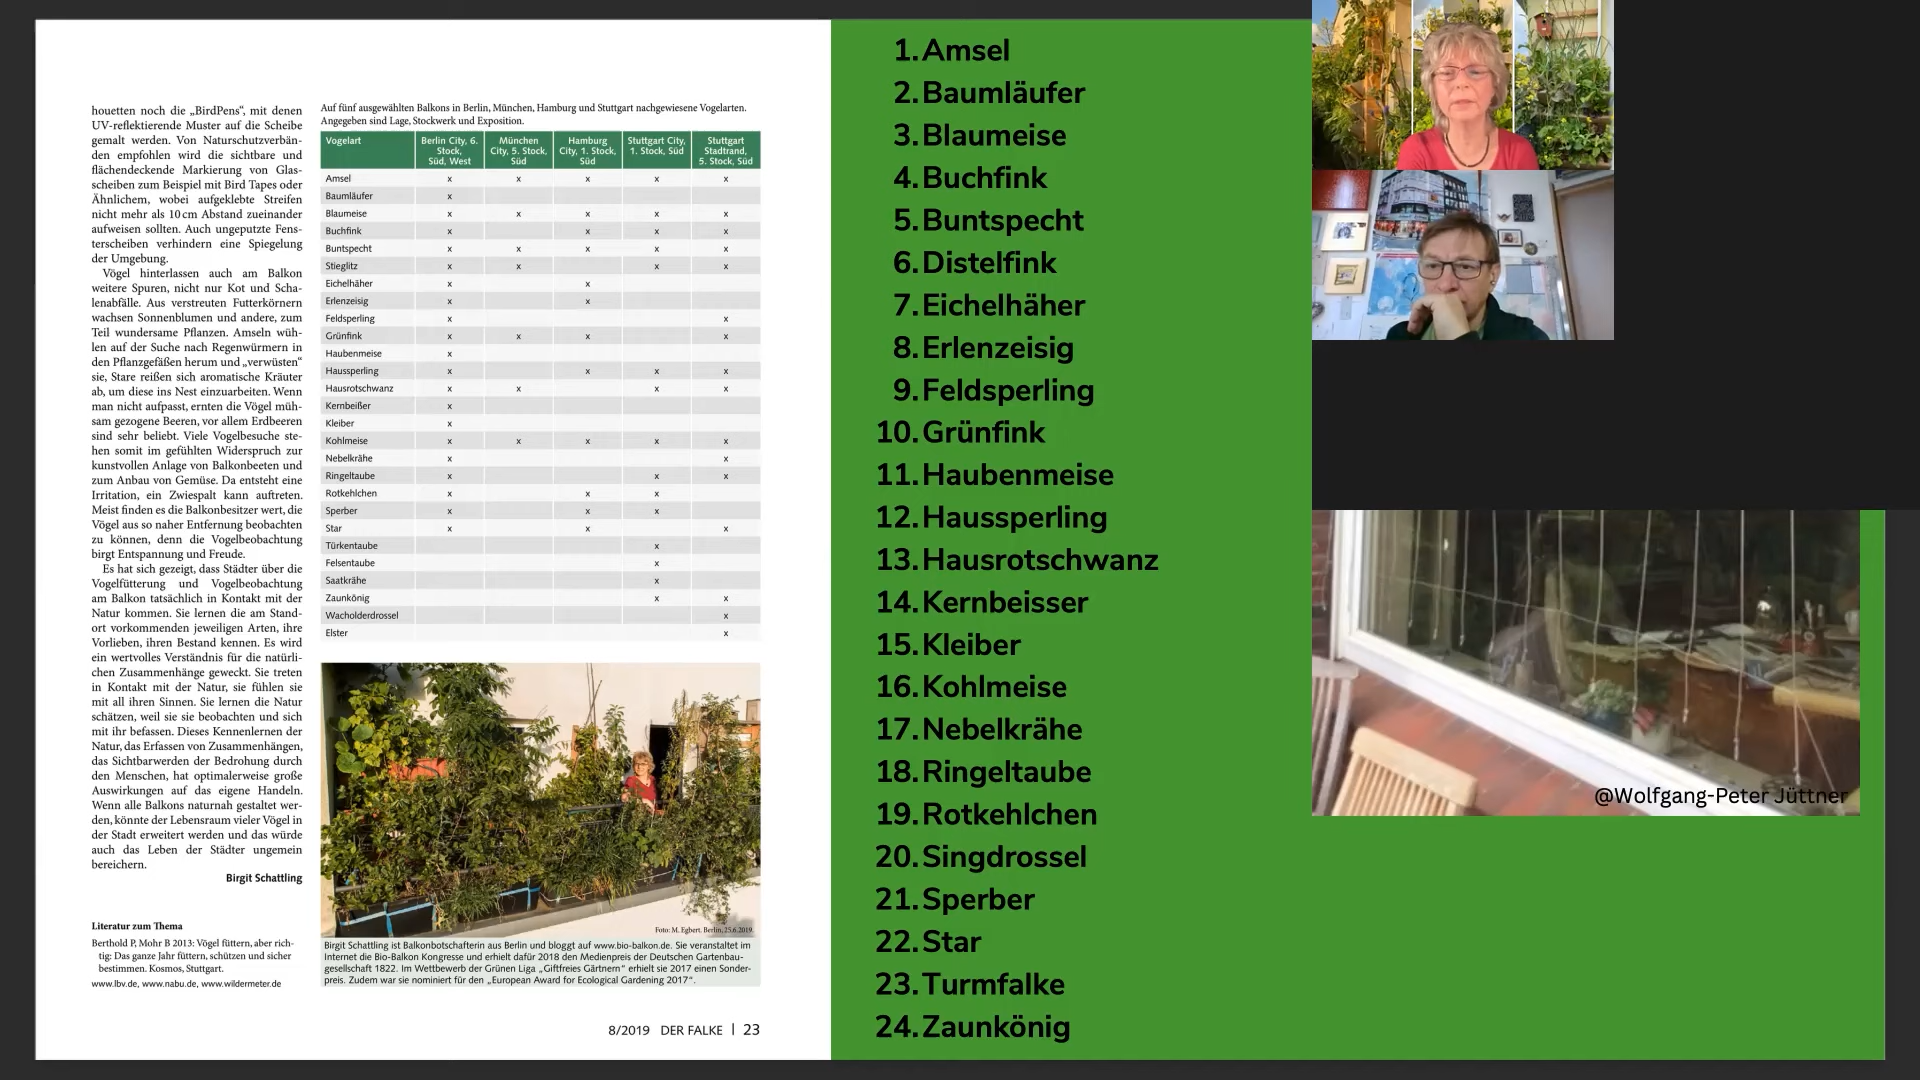 houetten noch die „BirdPens“, mit denen
UV-reflektierende Muster auf die Scheibe
gemalt werden. Von Naturschutzverbän-
den empfohlen wird die sichtbare und
flächendeckende Markierung von Glas-
scheiben zum Beispiel mit Bird Tapes oder
Ähnlichem, wobei aufgeklebte Streifen
nicht mehr als 10 cm Abstand zueinander
aufweisen sollten. Auch ungeputzte Fens-
terscheiben verhindern eine Spiegelung
der Umgebung.
Vögel hinterlassen auch am Balkon
weitere Spuren, nicht nur Kot und Scha-
lenabfälle. Aus verstreuten Futterkörnern
wachsen Sonnenblumen und andere, zum
Teil wundersame Pflanzen. Amseln wüh-
len auf der Suche nach Regenwürmern in
den Pflanzgefäßen herum und „verwüsten“
sie, Stare reißen sich aromatische Kräuter
ab, um diese ins Nest einzuarbeiten. Wenn
man nicht aufpasst, ernten die Vögel müh-
sam gezogene Beeren, vor allem Erdbeeren
sind sehr beliebt. Viele Vogelbesuche ste-
hen somit im gefühlten Widerspruch zur
kunstvollen Anlage von Balkonbeeten und
zum Anbau von Gemüse. Da entsteht eine
Irritation, ein Zwiespalt kann auftreten.
Meist finden es die Balkonbesitzer wert, die
Vögel aus so naher Entfernung beobachten
zu können, denn die Vogelbeobachtung
birgt Entspannung und Freude.
Es hat sich gezeigt, dass Städter über die
Vogelfütterung und Vogelbeobachtung
am Balkon tatsächlich in Kontakt mit der
Natur kommen. Sie lernen die am Stand-
ort vorkommenden jeweiligen Arten, ihre
Vorlieben, ihren Bestand kennen. Es wird
ein wertvolles Verständnis für die natürli-
chen Zusammenhänge geweckt. Sie treten
in Kontakt mit der Natur, sie fühlen sie
mit all ihren Sinnen. Sie lernen die Natur
schätzen, weil sie sie beobachten und sich
mit ihr befassen. Dieses Kennenlernen der
Natur, das Erfassen von Zusammenhängen,
das Sichtbarwerden der Bedrohung durch
den Menschen, hat optimalerweise große
Auswirkungen auf das eigene Handeln.
Wenn alle Balkons naturnah gestaltet wer-
den, könnte der Lebensraum vieler Vögel in
der Stadt erweitert werden und das würde
auch das Leben der Städter ungemein
bereichern.
Birgit Schattling
Literatur zum Thema
Berthold P, Mohr B 2013: Vögel füttern, aber rich-
tig: Das ganze Jahr füttern, schützen und sicher
bestimmen. Kosmos, Stuttgart.
www.lbv.de, www.nabu.de, www.wildermeter.de
Auf fünf ausgewählten Balkons in Berlin, München, Hamburg und Stuttgart nachgewiesene Vogelarten.
Angegeben sind Lage, Stockwerk und Exposition.
Vogelart Berlin City, 6. Stock, Süd, West München City, 5. Stock, Süd Hamburg City, 1. Stock, Süd Stuttgart City, 1. Stock, Süd Stuttgart Stadtrand, 5. Stock, Süd
Amsel x x x x x
Baumläufer x
Blaumeise x x x x x
Buchfink x x x x
Buntspecht x x x x x
Stieglitz x x x x
Eichelhäher x x
Erlenzeisig x x
Feldsperling x x
Grünfink x x x x
Haubenmeise x
Haussperling x x x x
Hausrotschwanz x x x x
Kernbeißer x
Kleiber x
Kohlmeise x x x x x
Nebelkrähe x x
Ringeltaube x x x
Rotkehlchen x x x
Sperber x x x
Star x x x
Türkentaube x
Felsentaube x
Saatkrähe x
Zaunkönig x x
Wacholderdrossel x
Elster x
Foto: M. Egbert. Berlin, 25.6.2019.
Birgit Schattling ist Balkonbotschafterin aus Berlin und bloggt auf www.bio-balkon.de. Sie veranstaltet im
Internet die Bio-Balkon Kongresse und erhielt dafür 2018 den Medienpreis der Deutschen Gartenbau-
gesellschaft 1822. Im Wettbewerb der Grünen Liga „Giftfreies Gärtnern“ erhielt sie 2017 einen Sonder-
preis. Zudem war sie nominiert für den „European Award for Ecological Gardening 2017“.
8/2019 DER FALKE | 23
1. Amsel
2. Baumläufer
3. Blaumeise
4. Buchfink
5. Buntspecht
6. Distelfink
7. Eichelhäher
8. Erlenzeisig
9. Feldsperling
10. Grünfink
11. Haubenmeise
12. Haussperling
13. Hausrotschwanz
14. Kernbeisser
15. Kleiber
16. Kohlmeise
17. Nebelkrähe
18. Ringeltaube
19. Rotkehlchen
20. Singdrossel
21. Sperber
22. Star
23. Turmfalke
24. Zaunkönig
@Wolfgang-Peter Jüttner